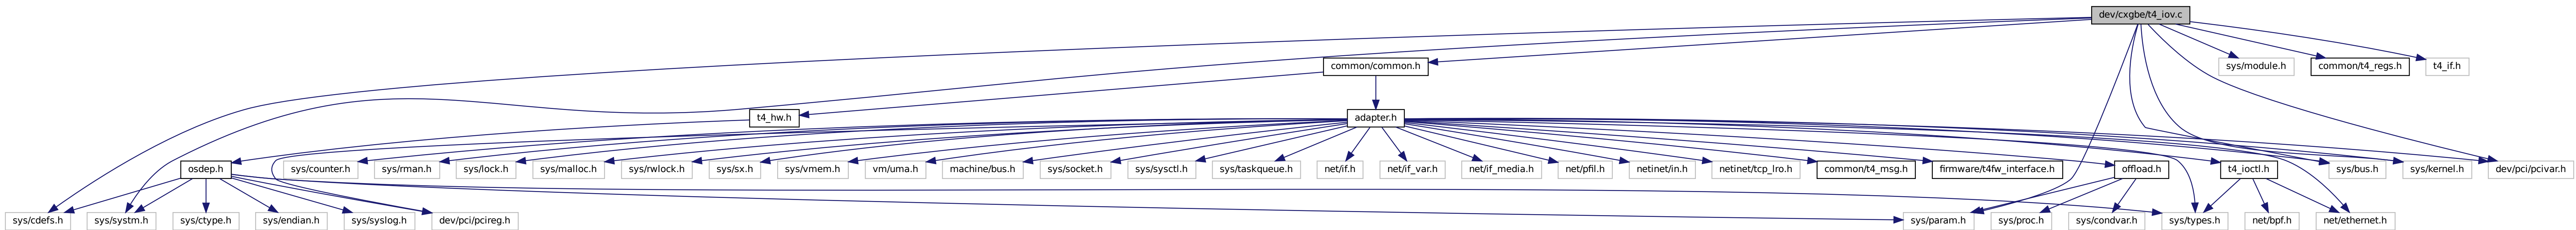 dev/cxgbe/t4_iov.c
common/common.h
sys/module.h
common/t4_regs.h
t4_if.h
t4_hw.h
adapter.h
osdep.h
sys/counter.h
sys/rman.h
sys/lock.h
sys/malloc.h
sys/rwlock.h
sys/sx.h
sys/vmem.h
vm/uma.h
machine/bus.h
sys/socket.h
sys/sysctl.h
sys/taskqueue.h
net/if.h
net/if_var.h
net/if_media.h
net/pfil.h
netinet/in.h
netinet/tcp_lro.h
common/t4_msg.h
firmware/t4fw_interface.h
offload.h
t4_ioctl.h
sys/bus.h
sys/kernel.h
dev/pci/pcivar.h
sys/cdefs.h
sys/systm.h
sys/ctype.h
sys/endian.h
sys/syslog.h
dev/pci/pcireg.h
sys/param.h
sys/proc.h
sys/condvar.h
sys/types.h
net/bpf.h
net/ethernet.h